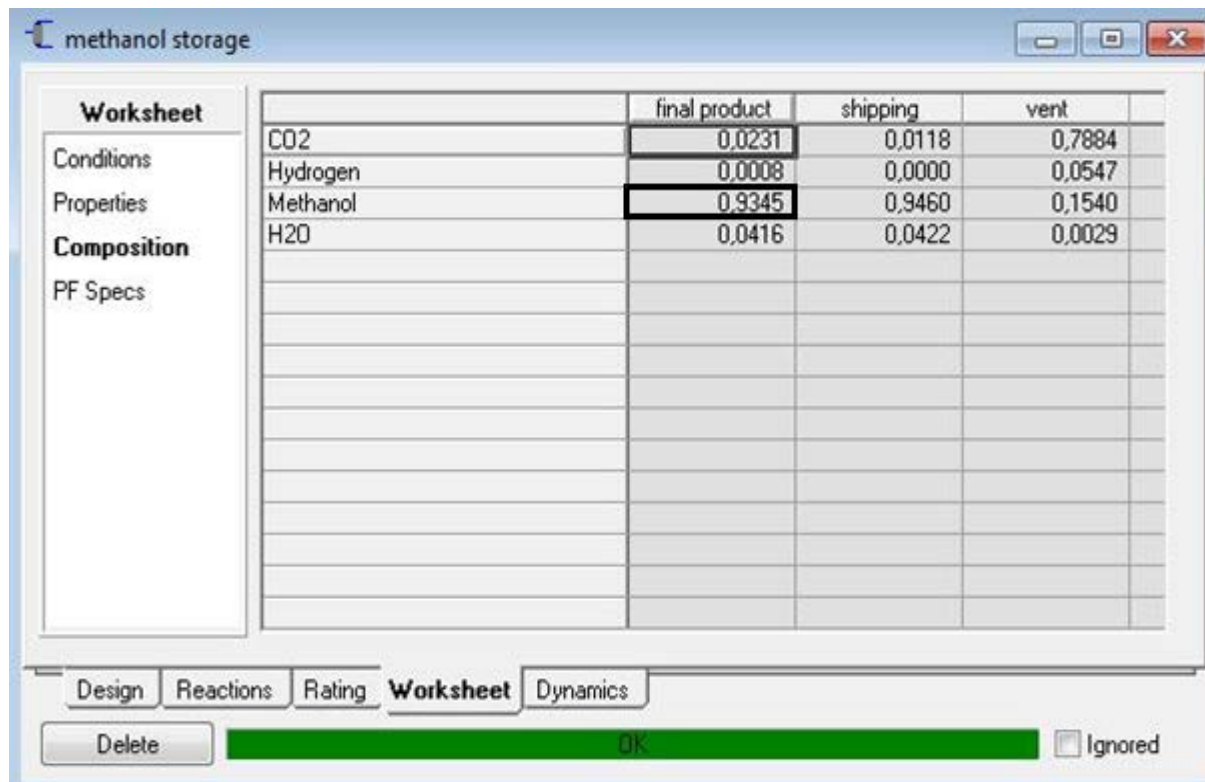 methanol storage
Worksheet
Conditions
Properties
Composition
PF Specs
final product shipping vent
CO2 0,0231 0,0118 0,7884
Hydrogen 0,0008 0,0000 0,0547
Methanol 0,9345 0,9460 0,1540
H2O 0,0416 0,0422 0,0029
Design Reactions Rating Worksheet Dynamics
Delete OK Ignored